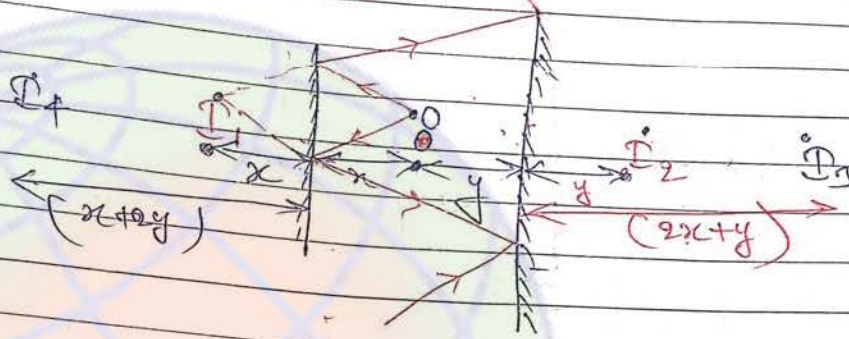 O
I₄ I₁ O I₂ I₃
x x y y
(x+2y) (2x+y)